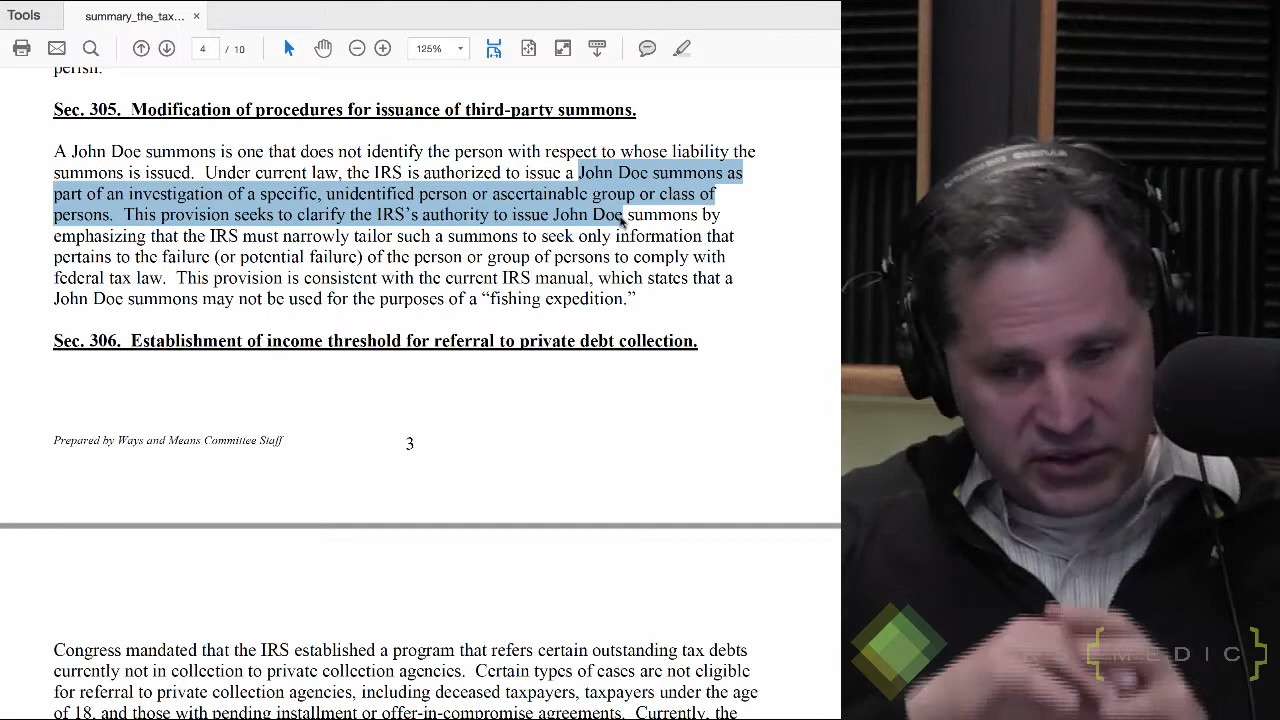 Tools
summary_the_tax... ×
4 / 10
125%
perish.
Sec. 305. Modification of procedures for issuance of third-party summons.
A John Doe summons is one that does not identify the person with respect to whose liability the
summons is issued. Under current law, the IRS is authorized to issue a John Doe summons as
part of an investigation of a specific, unidentified person or ascertainable group or class of
persons. This provision seeks to clarify the IRS’s authority to issue John Doe summons by
emphasizing that the IRS must narrowly tailor such a summons to seek only information that
pertains to the failure (or potential failure) of the person or group of persons to comply with
federal tax law. This provision is consistent with the current IRS manual, which states that a
John Doe summons may not be used for the purposes of a “fishing expedition.”
Sec. 306. Establishment of income threshold for referral to private debt collection.
Prepared by Ways and Means Committee Staff
3
Congress mandated that the IRS established a program that refers certain outstanding tax debts
currently not in collection to private collection agencies. Certain types of cases are not eligible
for referral to private collection agencies, including deceased taxpayers, taxpayers under the age
of 18, and those with pending installment or offer-in-compromise agreements. Currently, the
{MEDIC}